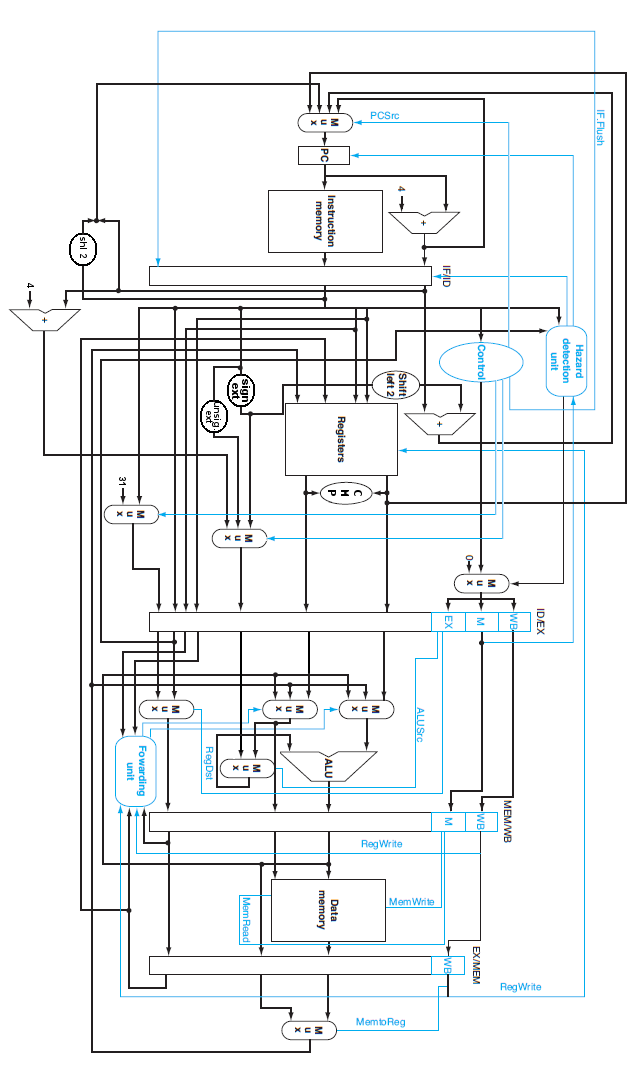 IF.Flush
PCSrc
M
u
x
PC
4
+
Instruction
memory
shl 2
IF/ID
4
+
Hazard
detection
unit
Control
Shift
left 2
sign
ext
unsig
ext
+
Registers
31
C
M
P
M
u
x
M
u
x
0
M
u
x
ID/EX
EX
M
WB
M
u
x
M
u
x
M
u
x
ALUSrc
RegDst
Fowarding
unit
M
u
x
ALU
MEM/WB
M
WB
RegWrite
Data
memory
MemWrite
MemRead
EX/MEM
WB
RegWrite
M
u
x
MemtoReg